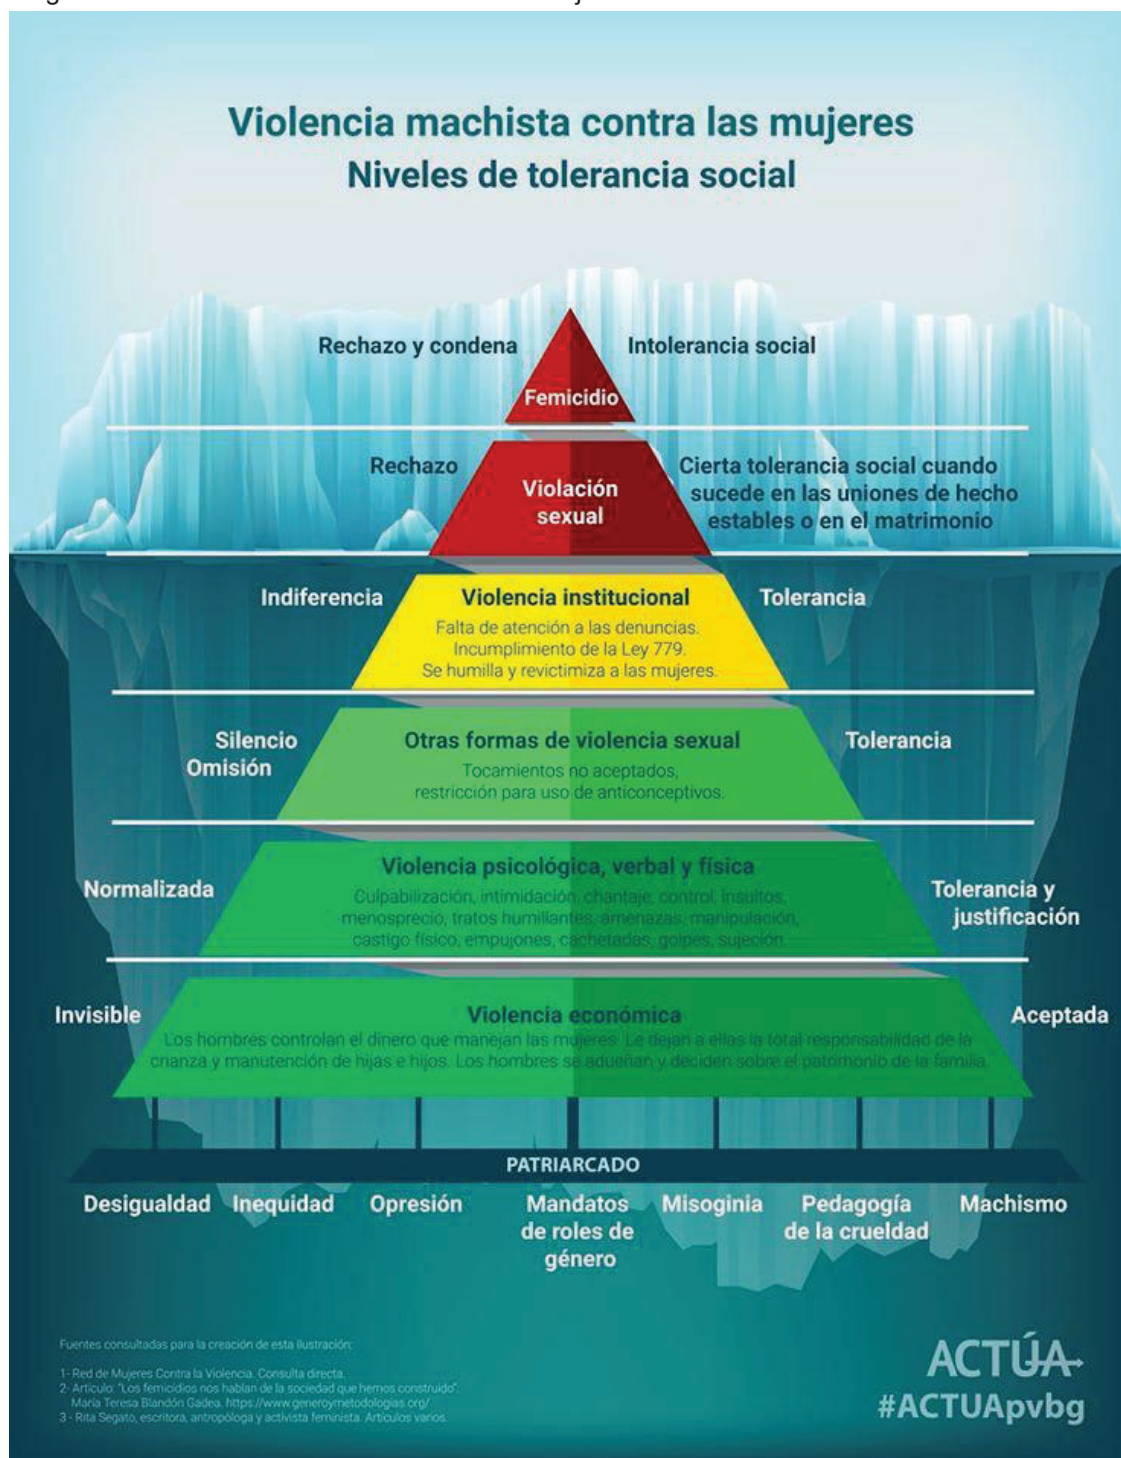 Violencia machista contra las mujeres
Niveles de tolerancia social
Rechazo y condena
Intolerancia social
Femicidio
Rechazo
Violación
sexual
Cierta tolerancia social cuando
sucede en las uniones de hecho
estables o en el matrimonio
Indiferencia
Violencia institucional
Falta de atención a las denuncias.
Incumplimiento de la Ley 779.
Se humilla y revictimiza a las mujeres.
Tolerancia
Silencio
Omisión
Otras formas de violencia sexual
Tocamientos no aceptados,
restricción para uso de anticonceptivos.
Tolerancia
Normalizada
Violencia psicológica, verbal y física
Culpabilización, intimidación, chantaje, control, insultos,
menosprecio, tratos humillantes, amenazas, manipulación,
castigo físico, empujones, cachetadas, golpes, sujeción.
Tolerancia y
justificación
Invisible
Violencia económica
Los hombres controlan el dinero que manejan las mujeres. Le dejan a ellas la total responsabilidad de la
crianza y manutención de hijas e hijos. Los hombres se adueñan y deciden sobre el patrimonio de la familia.
Aceptada
PATRIARCADO
Desigualdad
Inequidad
Opresión
Mandatos
de roles de
género
Misoginia
Pedagogía
de la crueldad
Machismo
Fuentes consultadas para la creación de esta ilustración:
1- Red de Mujeres Contra la Violencia. Consulta directa.
2- Artículo: "Los femicidios nos hablan de la sociedad que hemos construido".
María Teresa Blandón Gadea. https://www.generoymetodologias.org/
3 - Rita Segato, escritora, antropóloga y activista feminista. Artículos varios.
ACTÚA
#ACTUApvbg